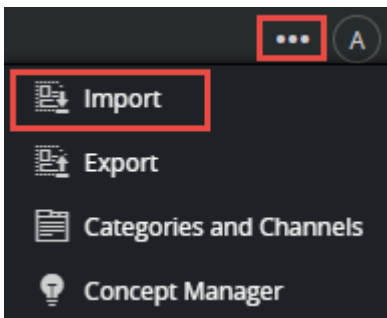 A
Import
Export
Categories and Channels
Concept Manager